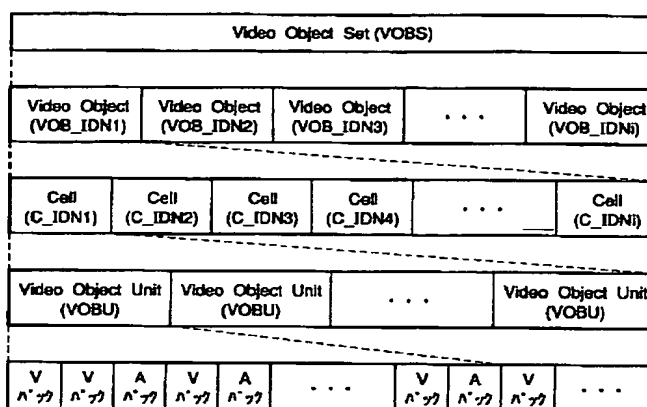 Video Object Set (VOBS)
Video Object Video Object Video Object Video Object
(VOB_IDN1) (VOB_IDN2) (VOB_IDN3) ・・・ (VOB_IDNi)
Cell Cell Cell Cell Cell
(C_IDN1) (C_IDN2) (C_IDN3) (C_IDN4) ・・・ (C_IDNi)
Video Object Unit Video Object Unit Video Object Unit
(VOBU) (VOBU) ・・・ (VOBU)
V V A V A V A V
パック パック パック パック パック ・・・ パック パック パック ・・・